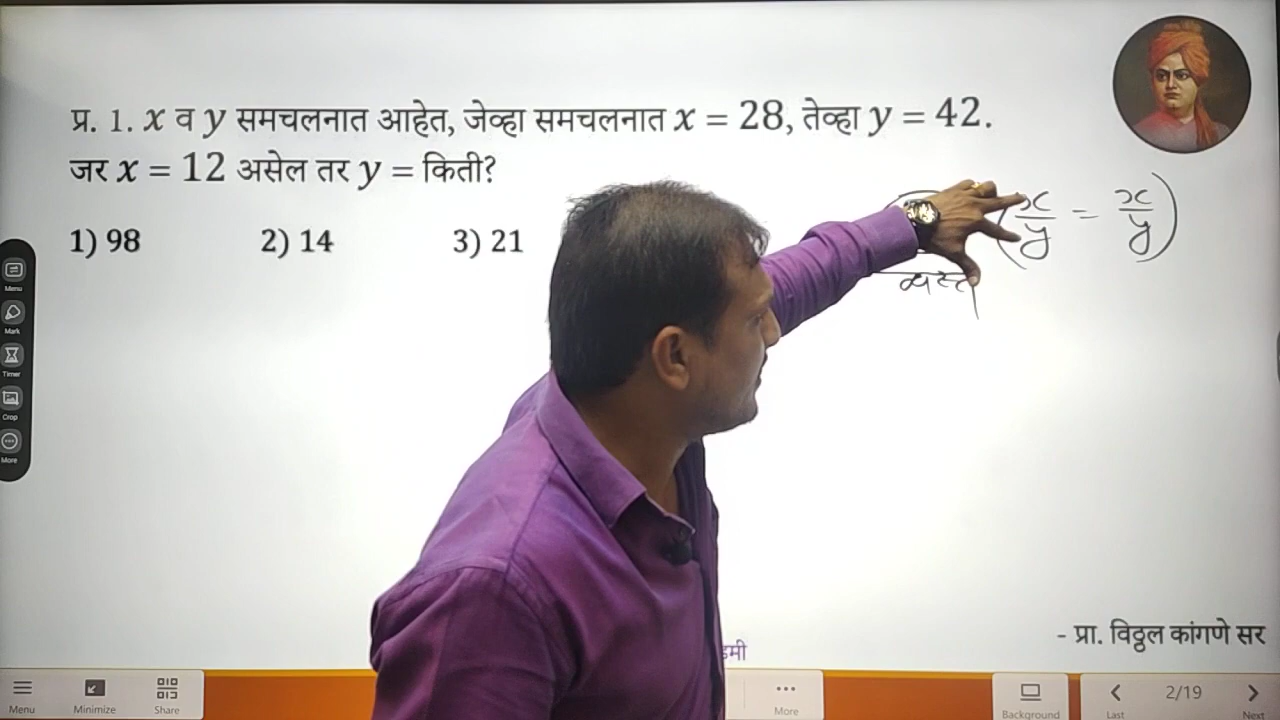 प्र. 1. x व y समचलनात आहेत, जेव्हा समचलनात x = 28, तेव्हा y = 42.
जर x = 12 असेल तर y = किती?
1) 98 2) 14 3) 21
x/y = x/y
व्यस्त
- प्रा. विठ्ठल कांगणे सर
Menu
Mark
Timer
Crop
More
Menu
Minimize
Share
More
Background
Last
2/19
Next